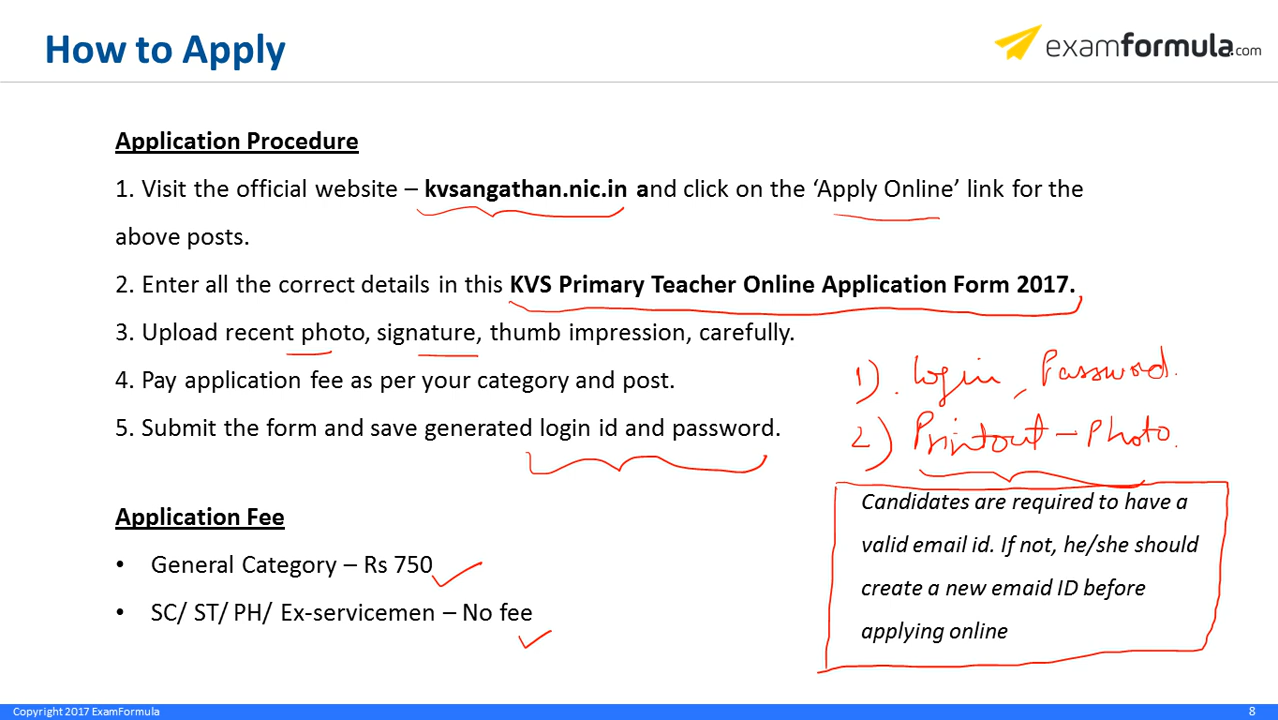 How to Apply
examformula.com
Application Procedure
1. Visit the official website – kvsangathan.nic.in and click on the ‘Apply Online’ link for the
above posts.
2. Enter all the correct details in this KVS Primary Teacher Online Application Form 2017.
3. Upload recent photo, signature, thumb impression, carefully.
4. Pay application fee as per your category and post.
5. Submit the form and save generated login id and password.
1). Login, Password.
2) Printout – Photo.
Application Fee
• General Category – Rs 750
• SC/ ST/ PH/ Ex-servicemen – No fee
Candidates are required to have a
valid email id. If not, he/she should
create a new emaid ID before
applying online
Copyright 2017 ExamFormula
8